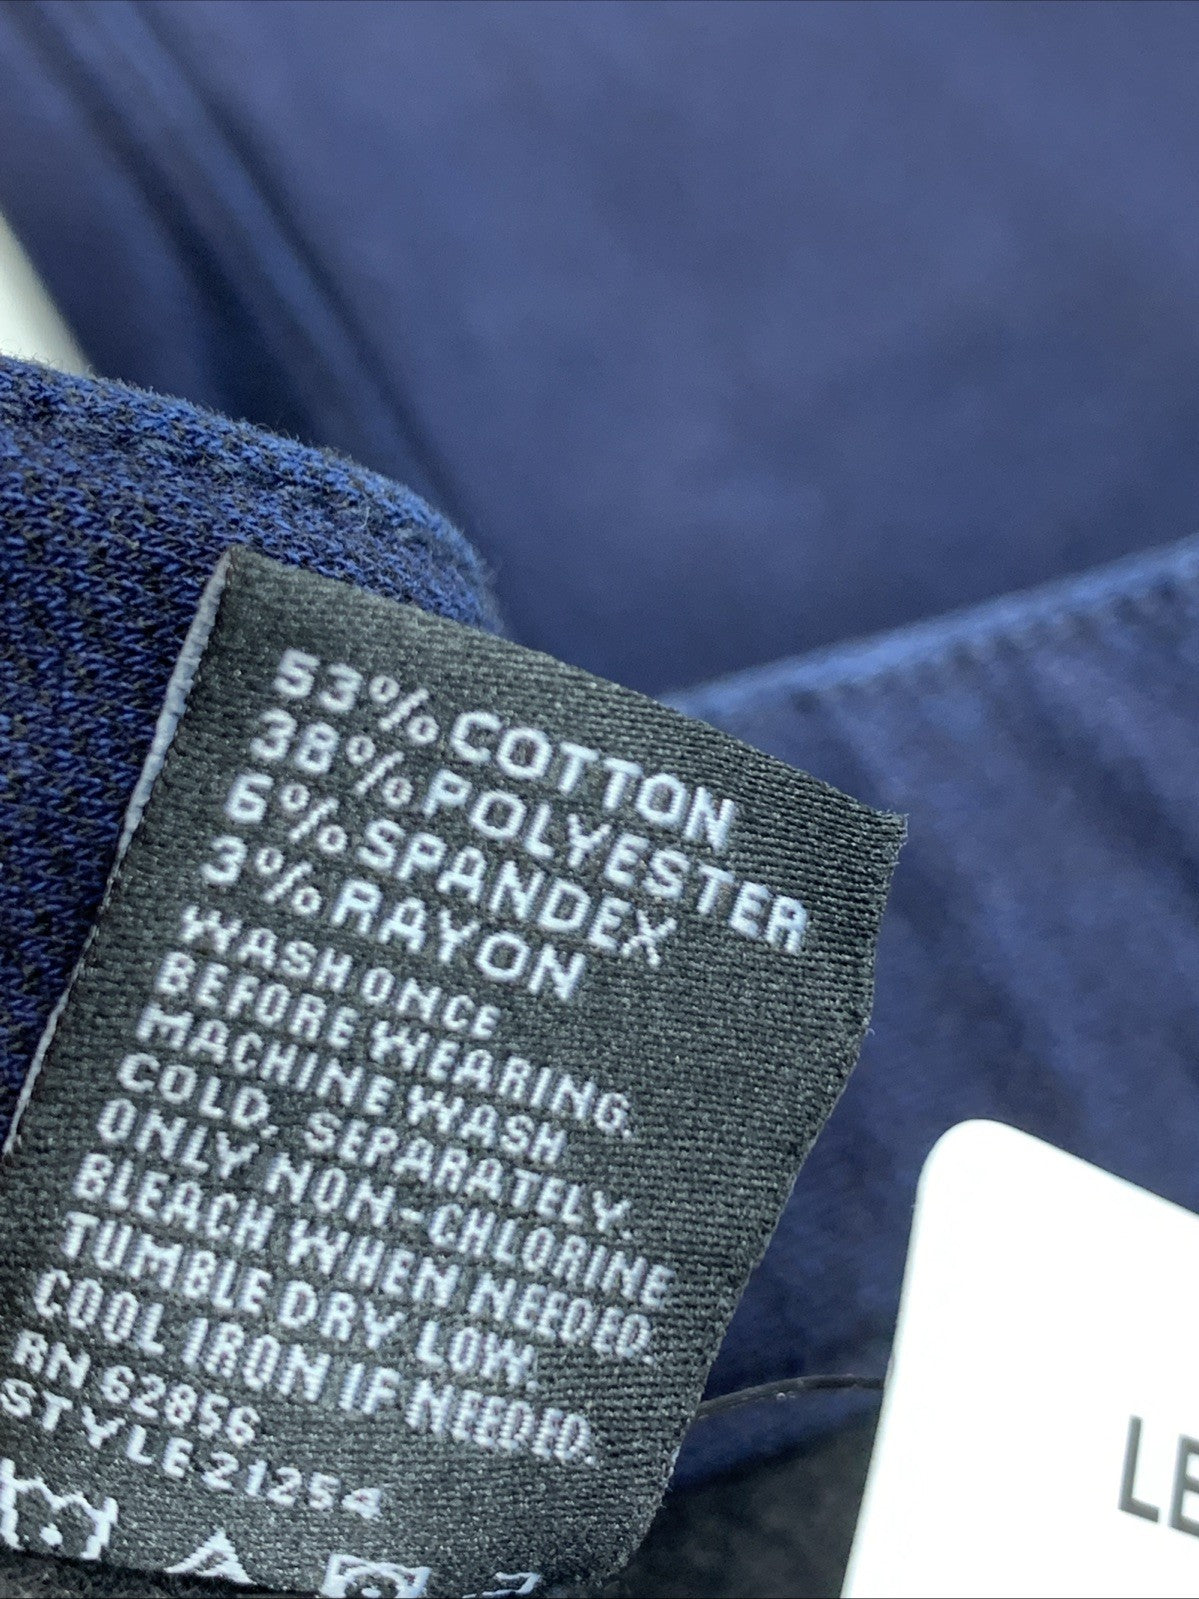 53% COTTON
38% POLYESTER
6% SPANDEX
3% RAYON
WASH ONCE
BEFORE WEARING.
MACHINE WASH
COLD, SEPARATELY.
ONLY NON-CHLORINE
BLEACH WHEN NEEDED.
TUMBLE DRY LOW.
COOL IRON IF NEEDED.
RN 62856
STYLE 21254
LE